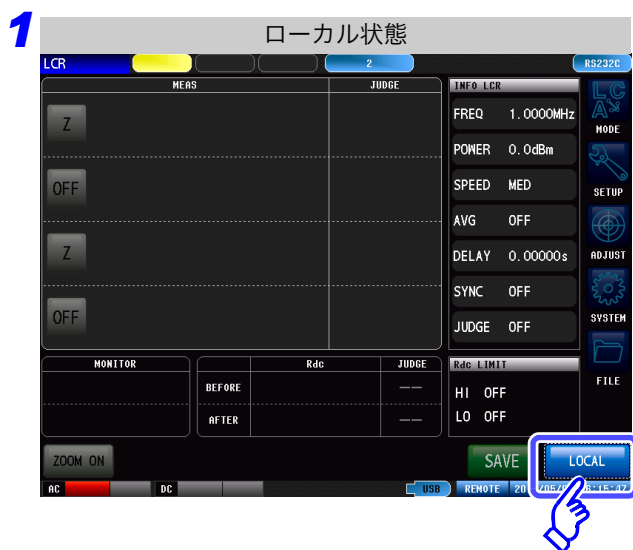 1
ローカル状態
LCR
2
RS232C
MEAS JUDGE
Z
OFF
Z
OFF
INFO LCR
FREQ 1.0000MHz
POWER 0.0dBm
SPEED MED
AVG OFF
DELAY 0.00000s
SYNC OFF
JUDGE OFF
LC
MODE
SETUP
ADJUST
SYSTEM
FILE
MONITOR
Rdc JUDGE
BEFORE ――
AFTER ――
Rdc LIMIT
HI OFF
LO OFF
ZOOM ON
SAVE
LOCAL
AC DC USB REMOTE